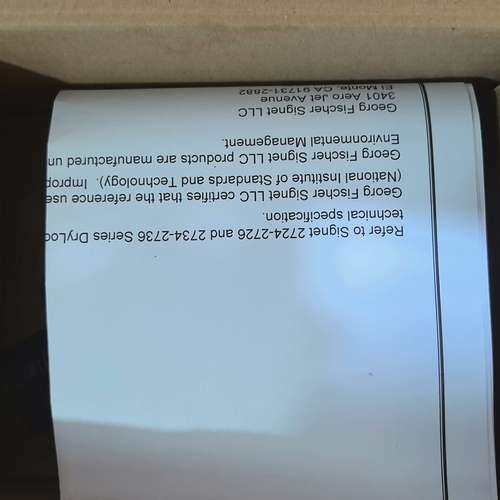 Refer to Signet 2724-2726 and 2734-2736 Series DryLoc
technical specification.
Georg Fischer Signet LLC certifies that the reference use
(National Institute of Standards and Technology). Improp
Georg Fischer Signet LLC products are manufactured un
Environmental Management.
Georg Fischer Signet LLC
3401 Aero Jet Avenue
El Monte, CA 91731-2882